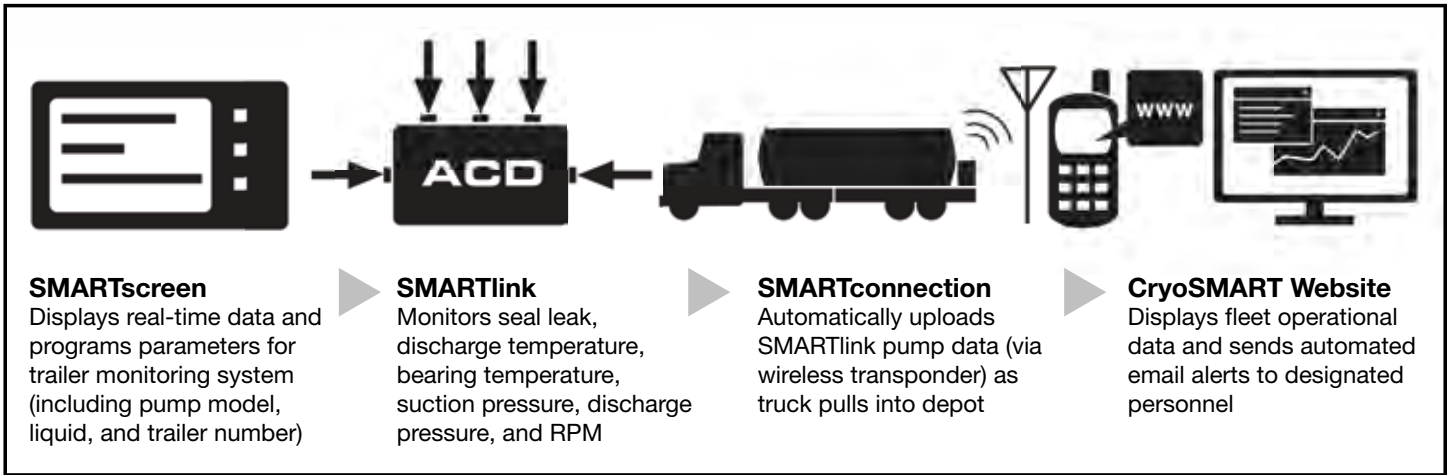 ACD
WWW
SMARTscreen
Displays real-time data and
programs parameters for
trailer monitoring system
(including pump model,
liquid, and trailer number)
SMARTlink
Monitors seal leak,
discharge temperature,
bearing temperature,
suction pressure, discharge
pressure, and RPM
SMARTconnection
Automatically uploads
SMARTlink pump data (via
wireless transponder) as
truck pulls into depot
CryoSMART Website
Displays fleet operational
data and sends automated
email alerts to designated
personnel